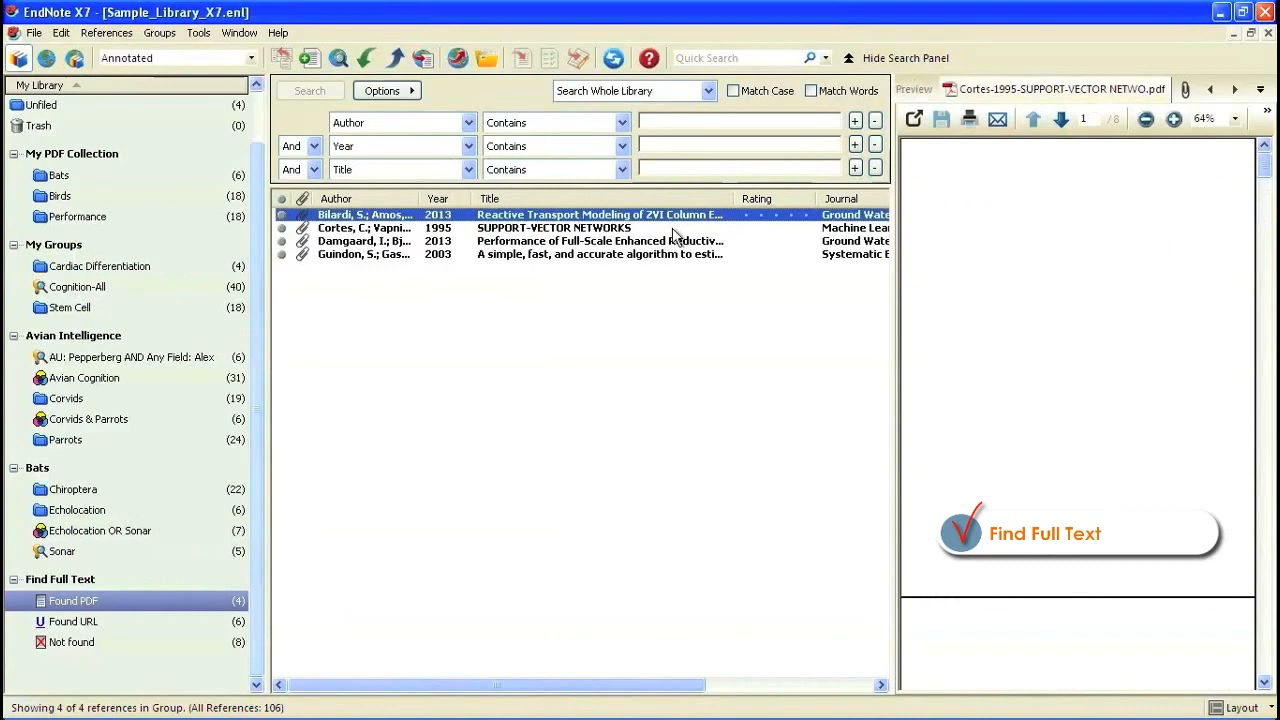 EndNote X7 - [Sample_Library_X7.enl]
File Edit References Groups Tools Window Help
Annotated
Quick Search
Hide Search Panel
My Library
Unfiled (4)
Trash (0)
My PDF Collection
Bats (6)
Birds (18)
Performance (18)
My Groups
Cardiac Differentiation (4)
Cognition-All (40)
Stem Cell (18)
Avian Intelligence
AU: Pepperberg AND Any Field: Alex (6)
Avian Cognition (31)
Corvids (19)
Corvids & Parrots (6)
Parrots (24)
Bats
Chiroptera (22)
Echolocation (6)
Echolocation OR Sonar (7)
Sonar (5)
Find Full Text
Found PDF (4)
Found URL (6)
Not found (8)
Search Options Search Whole Library Match Case Match Words
Author Contains + -
And Year Contains + -
And Title Contains + -
Author Year Title Rating Journal
Bilardi, S.; Amos,... 2013 Reactive Transport Modeling of ZVI Column E... Ground Wate
Cortes, C.; Vapni... 1995 SUPPORT-VECTOR NETWORKS Machine Lear
Damgaard, I.; Bj... 2013 Performance of Full-Scale Enhanced Reductiv... Ground Wate
Guindon, S.; Gas... 2003 A simple, fast, and accurate algorithm to esti... Systematic B
Preview Cortes-1995-SUPPORT-VECTOR NETWO.pdf
1 / 8 64%
Find Full Text
Showing 4 of 4 references in Group. (All References: 106)
Layout